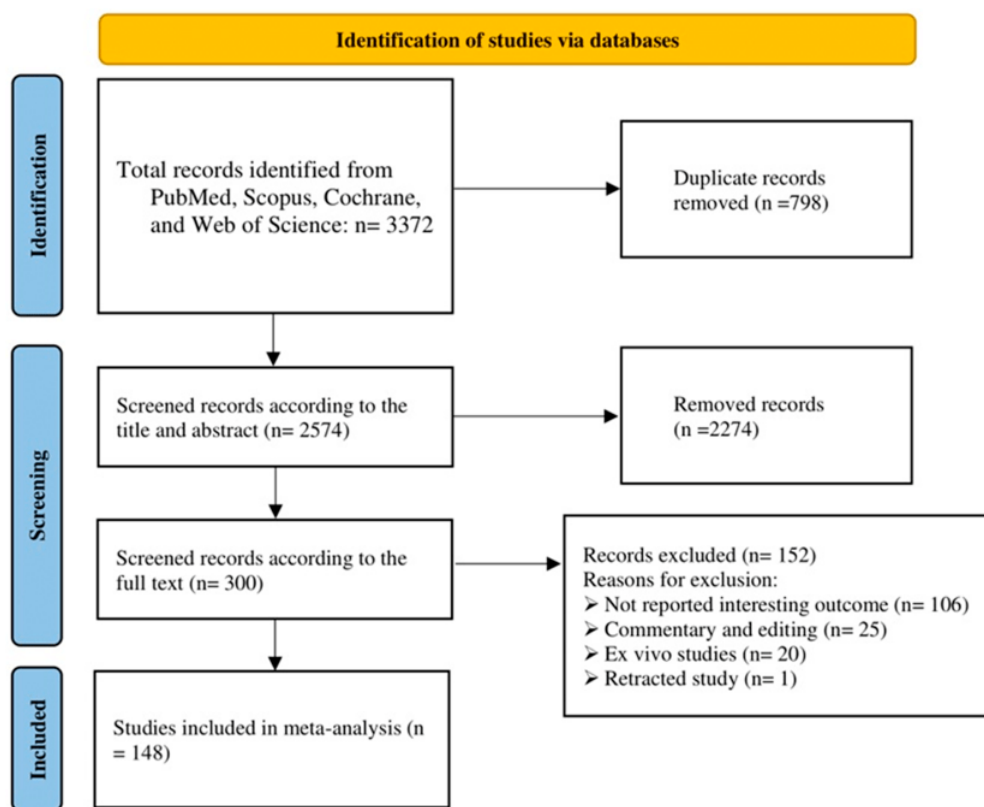 Identification of studies via databases
Identification
Total records identified from
PubMed, Scopus, Cochrane,
and Web of Science: n= 3372
Duplicate records
removed (n =798)
Screening
Screened records according to the
title and abstract (n= 2574)
Removed records
(n =2274)
Screened records according to the
full text (n= 300)
Records excluded (n= 152)
Reasons for exclusion:
➢ Not reported interesting outcome (n= 106)
➢ Commentary and editing (n= 25)
➢ Ex vivo studies (n= 20)
➢ Retracted study (n= 1)
Included
Studies included in meta-analysis (n
= 148)